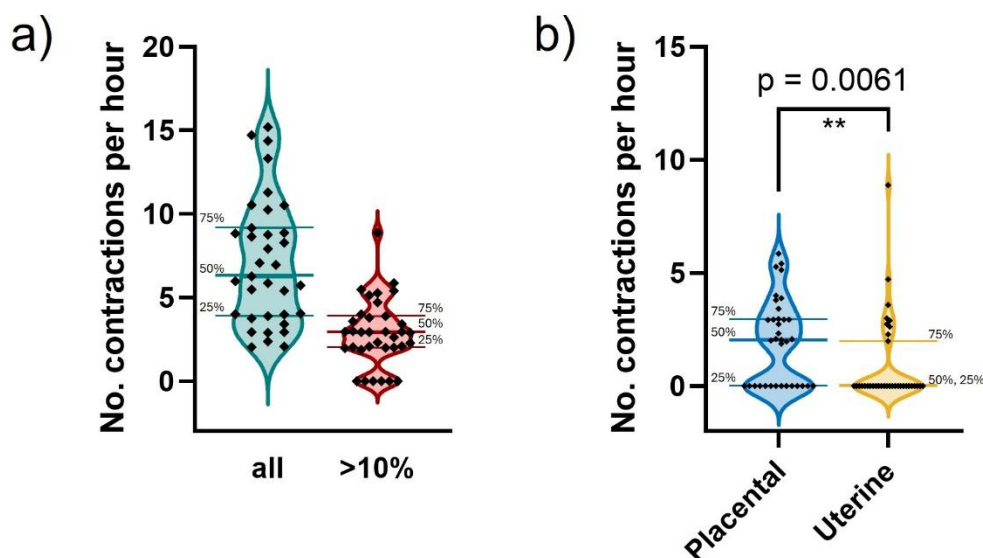 a)
No. contractions per hour
20
15
10
5
0
75%
50%
25%
75%
50%
25%
all
>10%
b)
No. contractions per hour
15
10
5
0
p = 0.0061
**
75%
50%
25%
75%
50%, 25%
Placental
Uterine